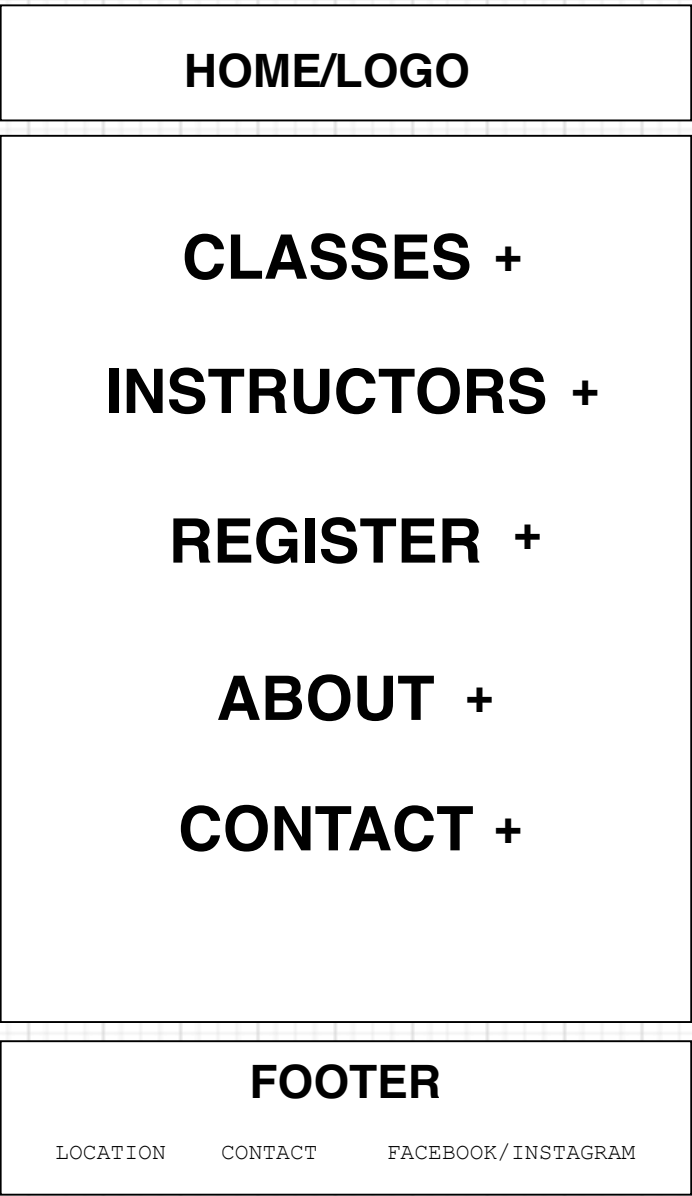 HOME/LOGO
CLASSES +
INSTRUCTORS +
REGISTER +
ABOUT +
CONTACT +
FOOTER
LOCATION CONTACT FACEBOOK/INSTAGRAM